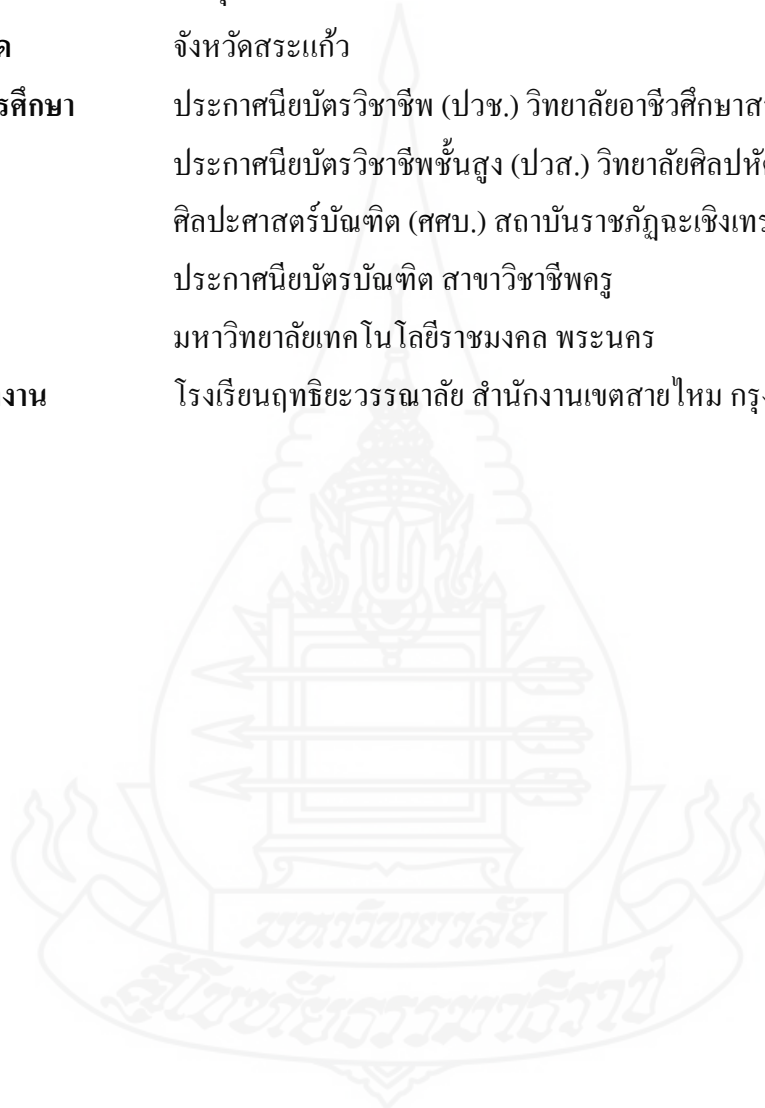 จังหวัดสระแก้ว
รศึกษา ประกาศนียบัตรวิชาชีพ (ปวช.) วิทยาลัยอาชีวศึกษาสร
ประกาศนียบัตรวิชาชีพชั้นสูง (ปวส.) วิทยาลัยศิลปหัต
ศิลปะศาสตร์บัณฑิต (ศศบ.) สถาบันราชภัฏฉะเชิงเทร
ประกาศนียบัตรบัณฑิต สาขาวิชาชีพครู
มหาวิทยาลัยเทคโนโลยีราชมงคล พระนคร
งาน โรงเรียนฤทธิยะวรรณาลัย สำนักงานเขตสายไหม กรุง
มหาวิทยาลัย
สุโขทัยธรรมาธิราช